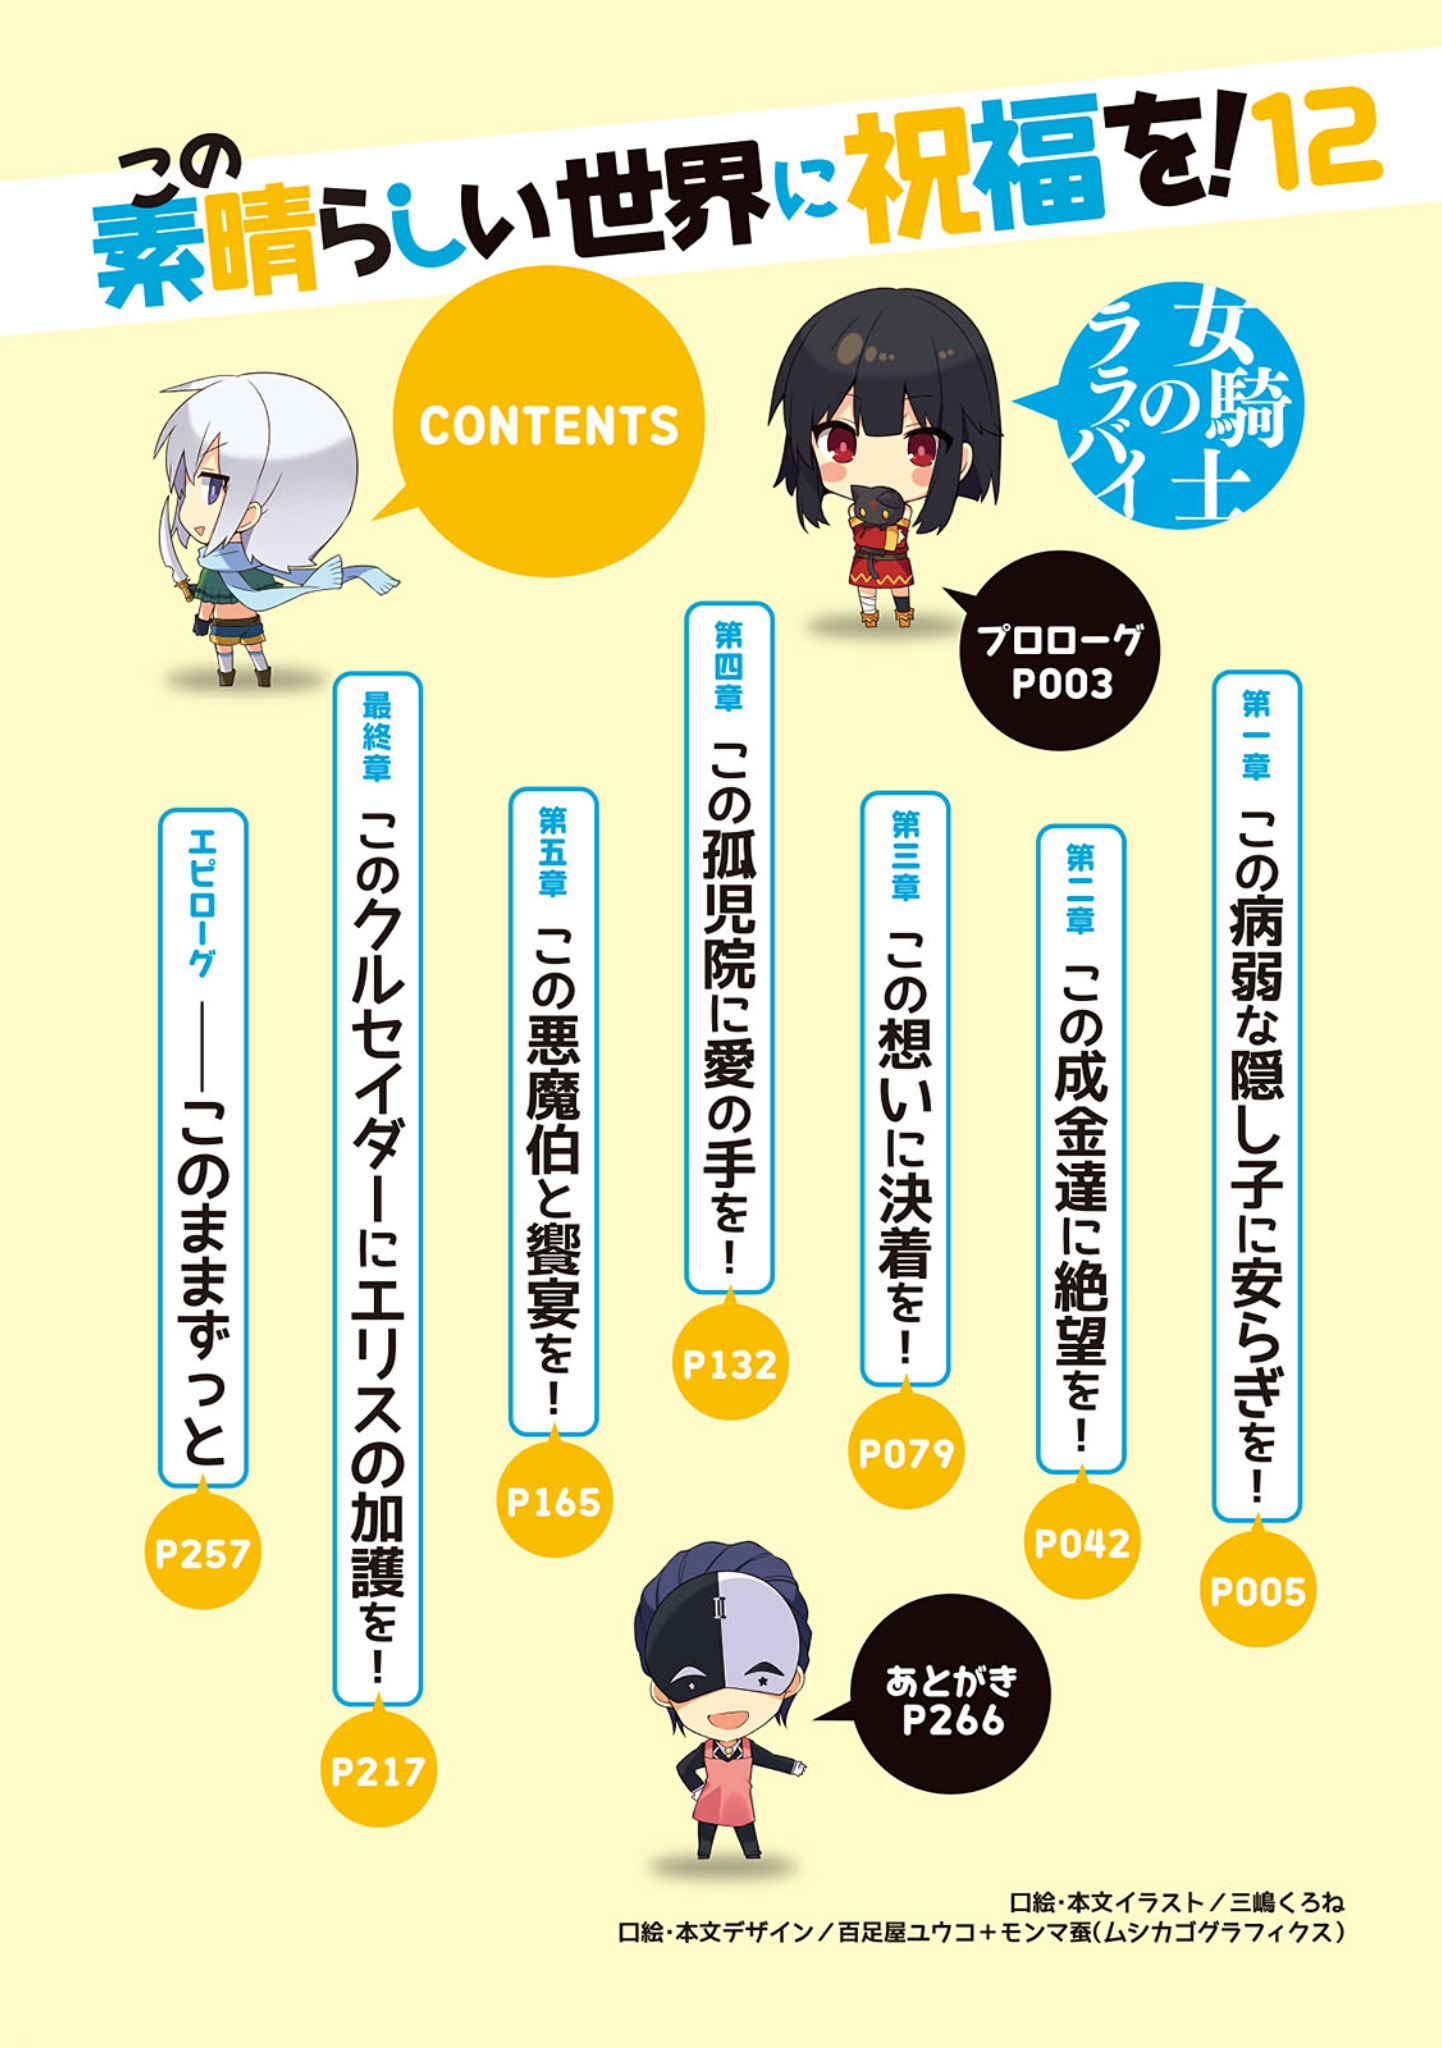 この
素晴らしい世界に祝福を!12
女騎士
の
ララバイ
CONTENTS
プロローグ
P003
第一章 この病弱な隠し子に安らぎを!
P005
第二章 この成金達に絶望を!
P042
第三章 この想いに決着を!
P079
第四章 この孤児院に愛の手を!
P132
第五章 この悪魔伯と饗宴を!
P165
最終章 このクルセイダーにエリスの加護を!
P217
エピローグ ――このままずっと
P257
あとがき
P266
II
口絵・本文イラスト/三嶋くろね
口絵・本文デザイン/百足屋ユウコ+モンマ蚕(ムシカゴグラフィクス)